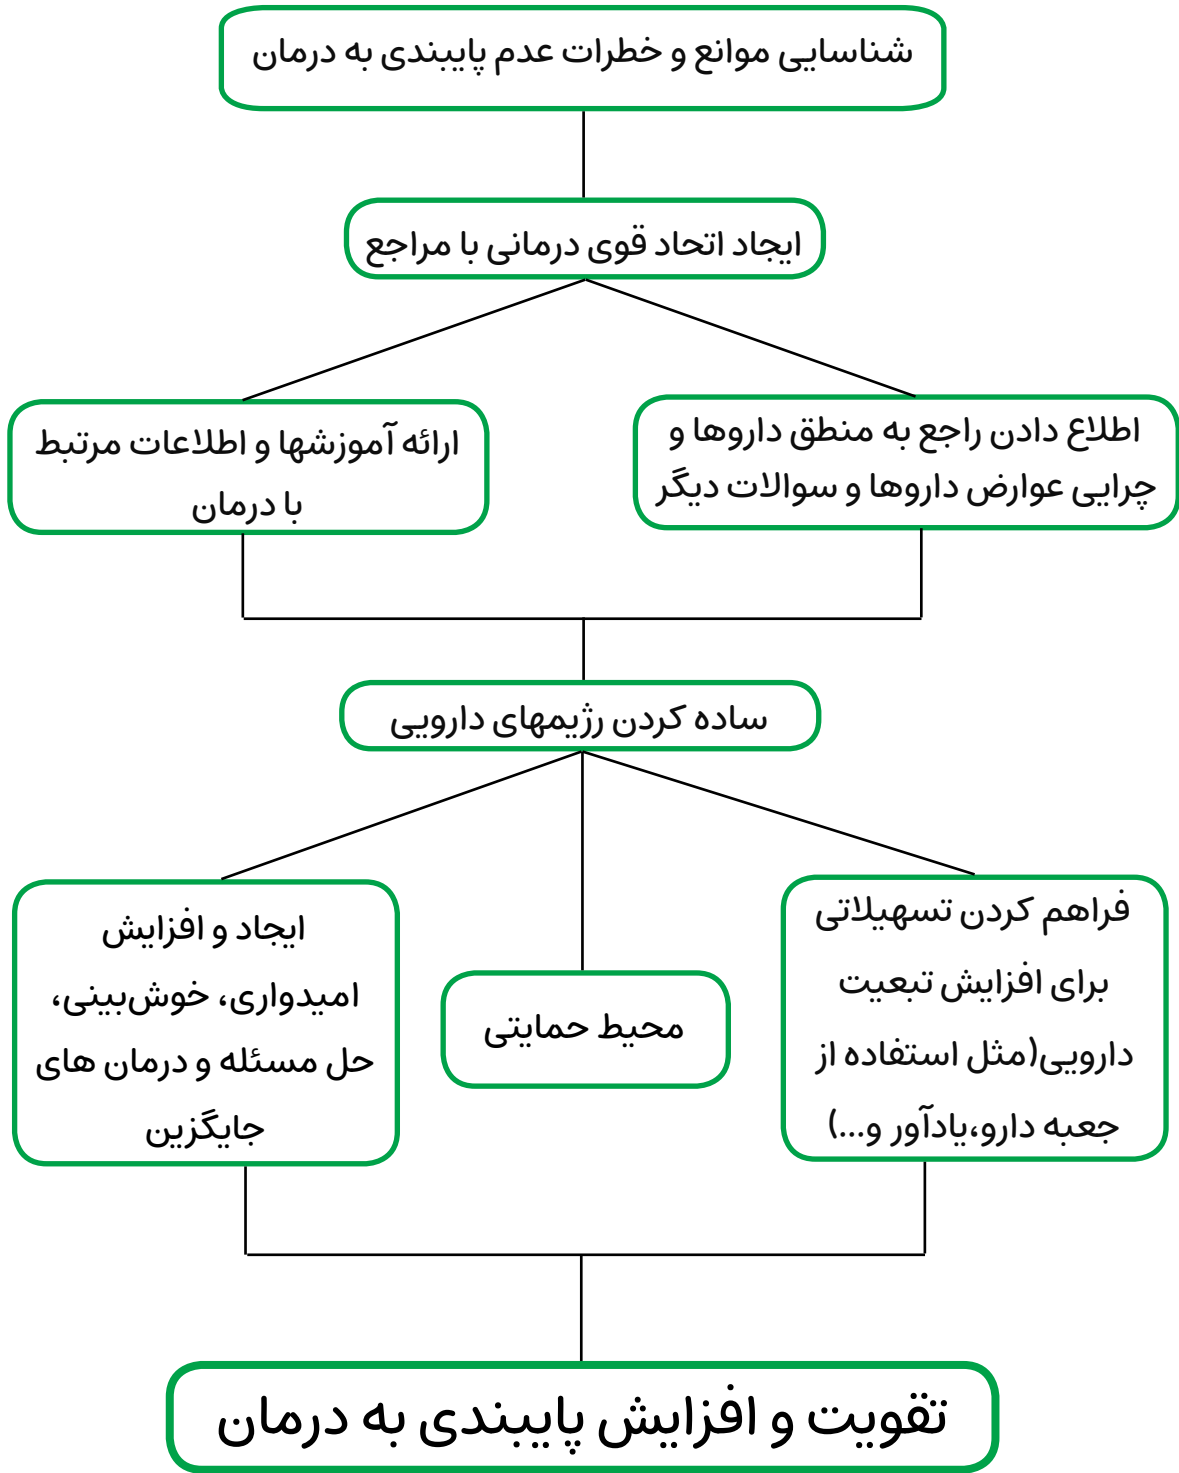 شناسایی موانع و خطرات عدم پایبندی به درمان
ایجاد اتحاد قوی درمانی با مراجع
اطلاع دادن راجع به منطق داروها و
چرایی عوارض داروها و سوالات دیگر
ارائه آموزشها و اطلاعات مرتبط
با درمان
ساده کردن رژیمهای دارویی
فراهم کردن تسهیلاتی
برای افزایش تبعیت
دارویی(مثل استفاده از
جعبه دارو،یادآور و...)
محیط حمایتی
ایجاد و افزایش
امیدواری، خوش‌بینی،
حل مسئله و درمان های
جایگزین
تقویت و افزایش پایبندی به درمان